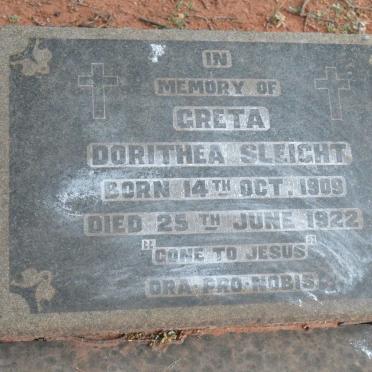 IN
MEMORY OF
GRETA
DORITHEA SLEIGHT
BORN 14TH OCT. 1909
DIED 25TH JUNE 1922
"GONE TO JESUS"
ORA·PRO·NOBIS